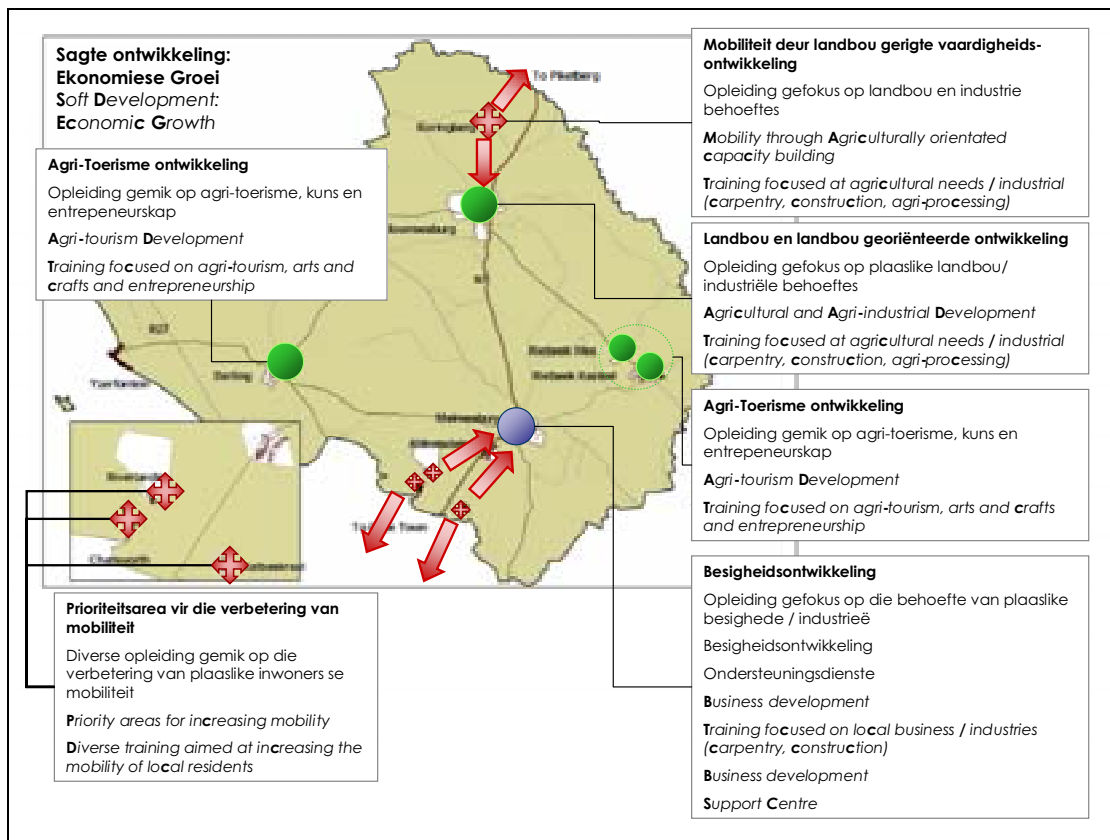 Sagte ontwikkeling:
Ekonomiese Groei
Soft Development:
Economic Growth
Agri-Toerisme ontwikkeling
Opleiding gemik op agri-toerisme, kuns en
entrepeneurskap
Agri-tourism Development
Training focused on agri-tourism, arts and
crafts and entrepreneurship
Mobiliteit deur landbou gerigte vaardigheids-
ontwikkeling
Opleiding gefokus op landbou en industrie
behoeftes
Mobility through Agriculturally orientated
capacity building
Training focused at agricultural needs / industrial
(carpentry, construction, agri-processing)
Landbou en landbou georiënteerde ontwikkeling
Opleiding gefokus op plaaslike landbou/
industriële behoeftes
Agricultural and Agri-industrial Development
Training focused at agricultural needs / industrial
(carpentry, construction, agri-processing)
Agri-Toerisme ontwikkeling
Opleiding gemik op agri-toerisme, kuns en
entrepeneurskap
Agri-tourism Development
Training focused on agri-tourism, arts and crafts
and entrepreneurship
Besigheidsontwikkeling
Opleiding gefokus op die behoefte van plaaslike
besighede / industrieë
Besigheidsontwikkeling
Ondersteuningsdienste
Business development
Training focused on local business / industries
(carpentry, construction)
Business development
Support Centre
Prioriteitsarea vir die verbetering van
mobiliteit
Diverse opleiding gemik op die
verbetering van plaaslike inwoners se
mobiliteit
Priority areas for increasing mobility
Diverse training aimed at increasing the
mobility of local residents
To Piketberg
Koringberg
R27
Darling
Riebeek Kasteel
Chatsworth